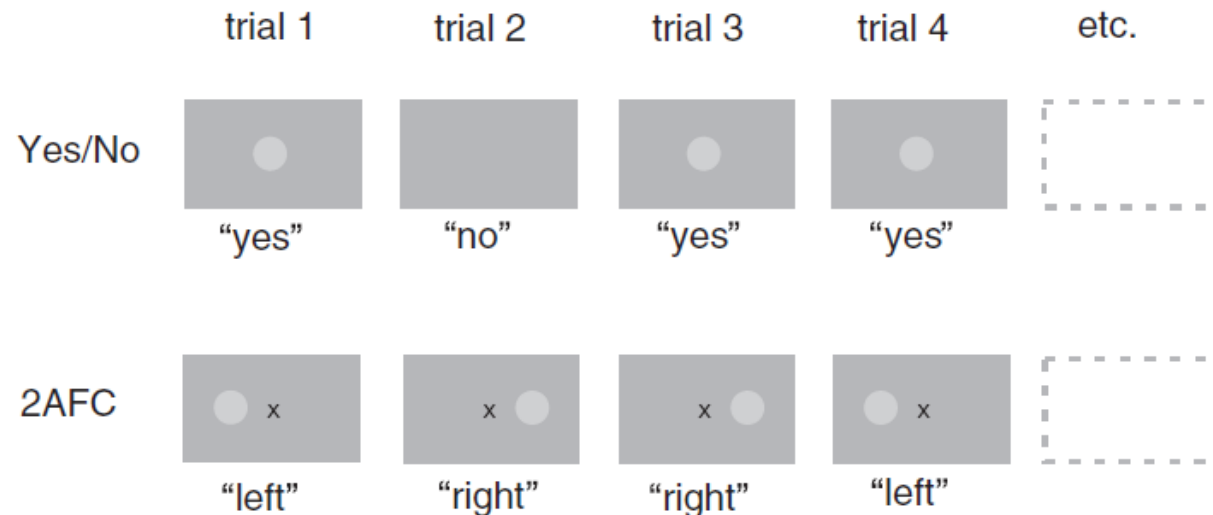 trial 1 trial 2 trial 3 trial 4 etc.
Yes/No
“yes” “no” “yes” “yes”
2AFC
x x x x
“left” “right” “right” “left”